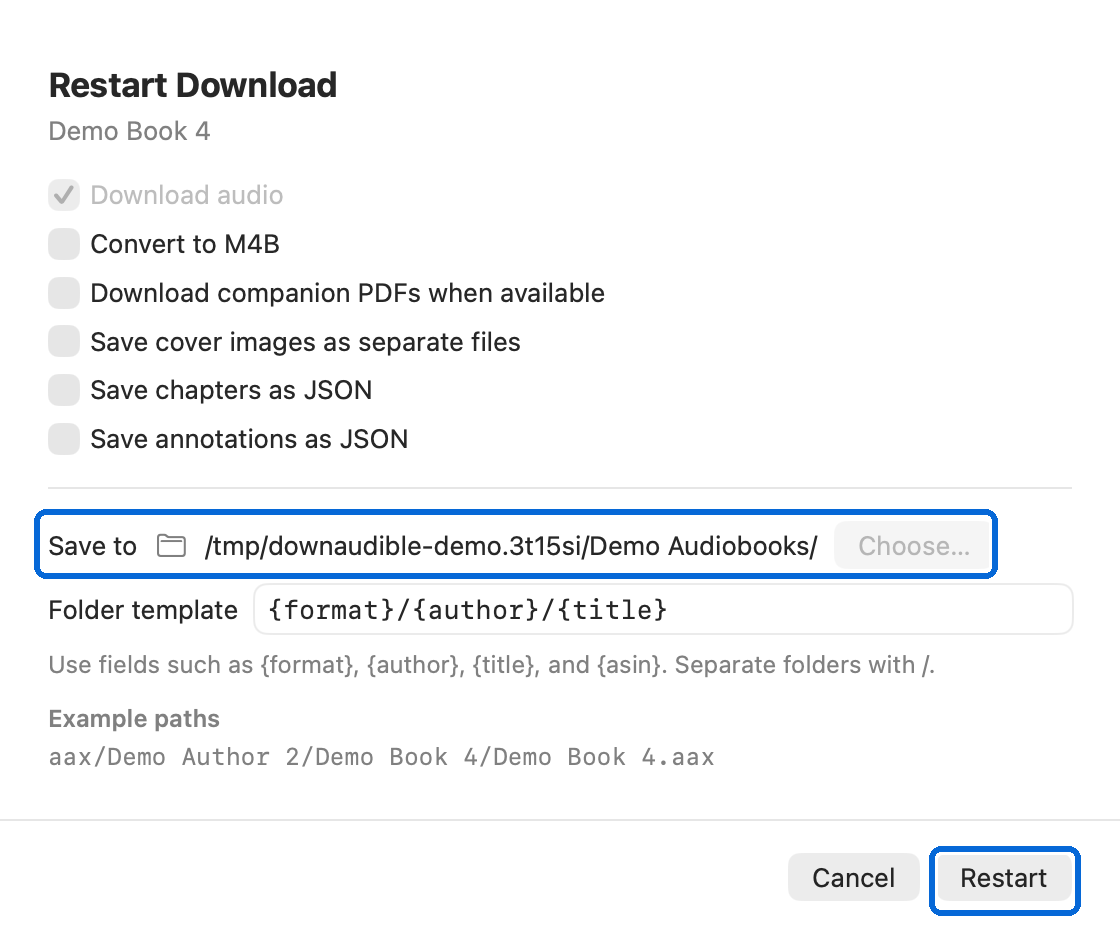 Restart Download
Demo Book 4
Download audio
Convert to M4B
Download companion PDFs when available
Save cover images as separate files
Save chapters as JSON
Save annotations as JSON
Save to /tmp/downaudible-demo.3t15si/Demo Audiobooks/ Choose...
Folder template {format}/{author}/{title}
Use fields such as {format}, {author}, {title}, and {asin}. Separate folders with /.
Example paths
aax/Demo Author 2/Demo Book 4/Demo Book 4.aax
Cancel Restart